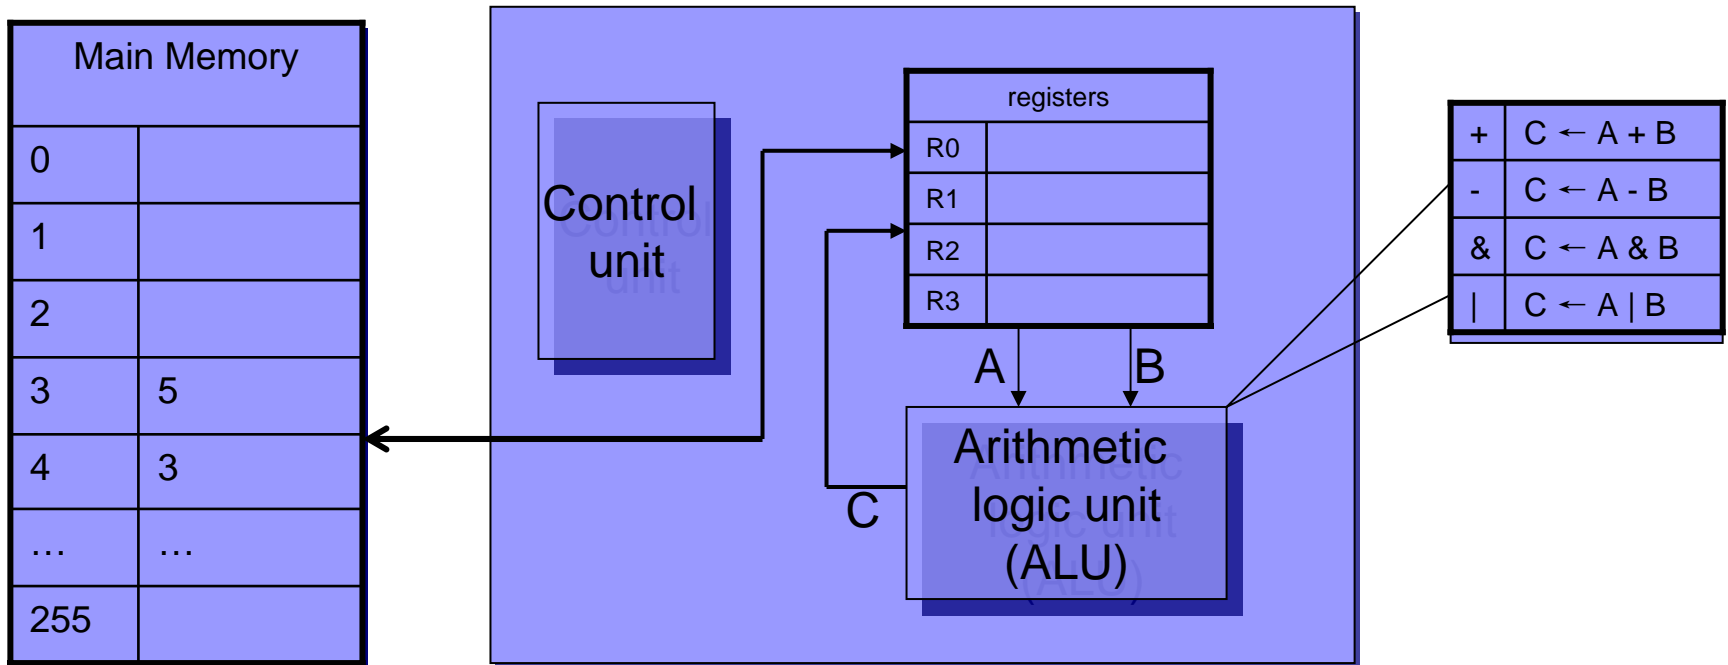 Main Memory
0
1
2
3 5
4 3
… …
255
Control
unit
registers
R0
R1
R2
R3
A B
C
Arithmetic
logic unit
(ALU)
+ C ← A + B
- C ← A - B
& C ← A & B
| C ← A | B